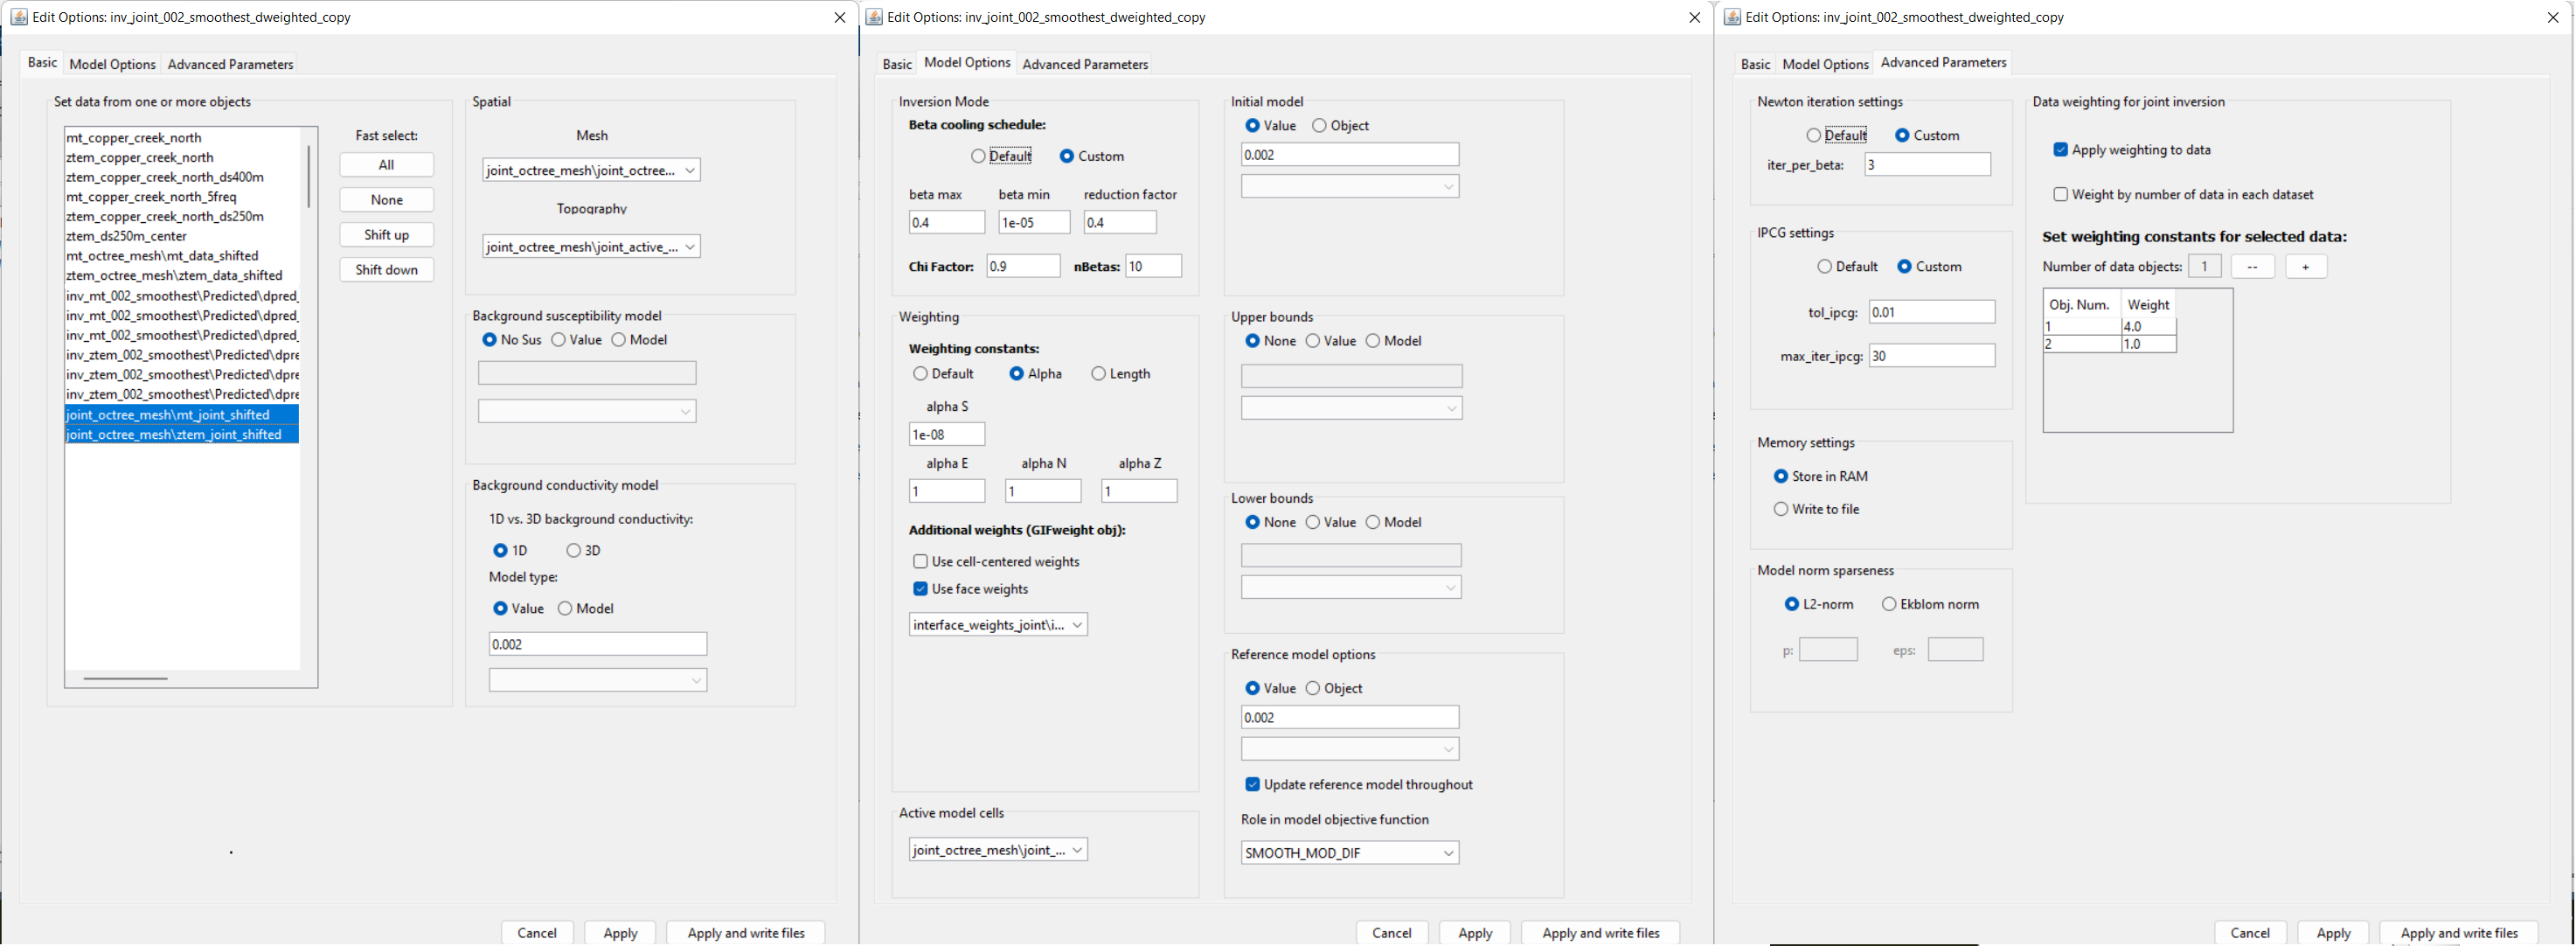 Edit Options: inv_joint_002_smoothest_dweighted_copy
Basic Model Options Advanced Parameters
Set data from one or more objects
mt_copper_creek_north
ztem_copper_creek_north
ztem_copper_creek_north_ds400m
mt_copper_creek_north_5freq
ztem_copper_creek_north_ds250m
ztem_ds250m_center
mt_octree_mesh\mt_data_shifted
ztem_octree_mesh\ztem_data_shifted
inv_mt_002_smoothest\Predicted\dpred_
inv_mt_002_smoothest\Predicted\dpred_
inv_mt_002_smoothest\Predicted\dpred_
inv_ztem_002_smoothest\Predicted\dpre
inv_ztem_002_smoothest\Predicted\dpre
inv_ztem_002_smoothest\Predicted\dpre
joint_octree_mesh\mt_joint_shifted
joint_octree_mesh\ztem_joint_shifted
Fast select:
All
None
Shift up
Shift down
Spatial
Mesh
joint_octree_mesh\joint_octree...
Topography
joint_octree_mesh\joint_active_...
Background susceptibility model
No Sus Value Model
Background conductivity model
1D vs. 3D background conductivity:
1D 3D
Model type:
Value Model
0.002
Cancel Apply Apply and write files
Edit Options: inv_joint_002_smoothest_dweighted_copy
Basic Model Options Advanced Parameters
Inversion Mode
Beta cooling schedule:
Default Custom
beta max beta min reduction factor
0.4 1e-05 0.4
Chi Factor: 0.9 nBetas: 10
Weighting
Weighting constants:
Default Alpha Length
alpha S
1e-08
alpha E alpha N alpha Z
1 1 1
Additional weights (GIFweight obj):
Use cell-centered weights
Use face weights
interface_weights_joint\i...
Active model cells
joint_octree_mesh\joint_...
Initial model
Value Object
0.002
Upper bounds
None Value Model
Lower bounds
None Value Model
Reference model options
Value Object
0.002
Update reference model throughout
Role in model objective function
SMOOTH_MOD_DIF
Cancel Apply Apply and write files
Edit Options: inv_joint_002_smoothest_dweighted_copy
Basic Model Options Advanced Parameters
Newton iteration settings
Default Custom
iter_per_beta: 3
IPCG settings
Default Custom
tol_ipcg: 0.01
max_iter_ipcg: 30
Memory settings
Store in RAM
Write to file
Model norm sparseness
L2-norm Ekblom norm
p: eps:
Data weighting for joint inversion
Apply weighting to data
Weight by number of data in each dataset
Set weighting constants for selected data:
Number of data objects: 1 -- +
Obj. Num. Weight
1 4.0
2 1.0
Cancel Apply Apply and write files